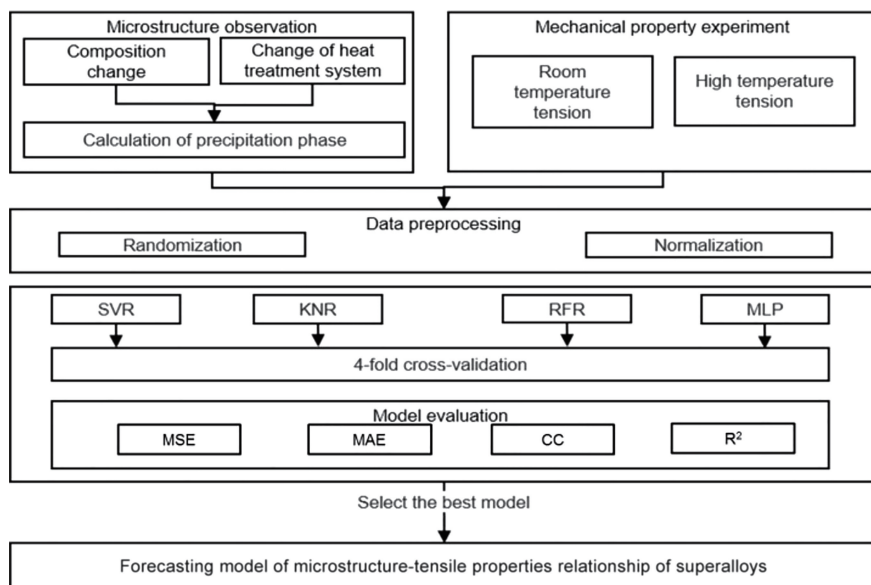 Microstructure observation
Composition
change
Change of heat
treatment system
Calculation of precipitation phase
Mechanical property experiment
Room
temperature
tension
High temperature
tension
Data preprocessing
Randomization
Normalization
SVR
KNR
RFR
MLP
4-fold cross-validation
Model evaluation
MSE
MAE
CC
R²
Select the best model
Forecasting model of microstructure-tensile properties relationship of superalloys